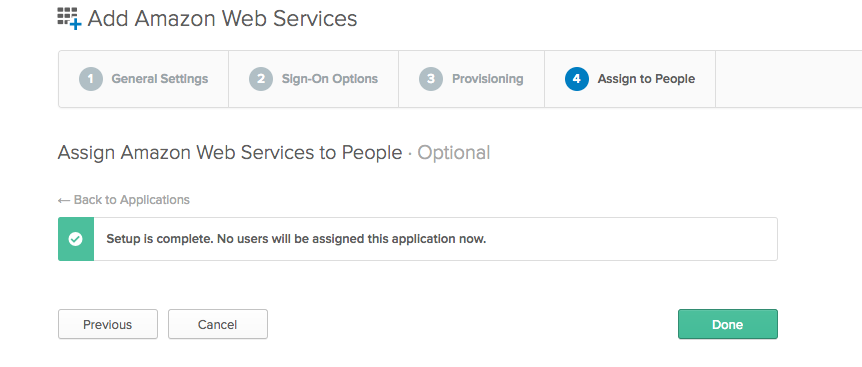 Add Amazon Web Services
1 General Settings
2 Sign-On Options
3 Provisioning
4 Assign to People
Assign Amazon Web Services to People · Optional
← Back to Applications
Setup is complete. No users will be assigned this application now.
Previous
Cancel
Done